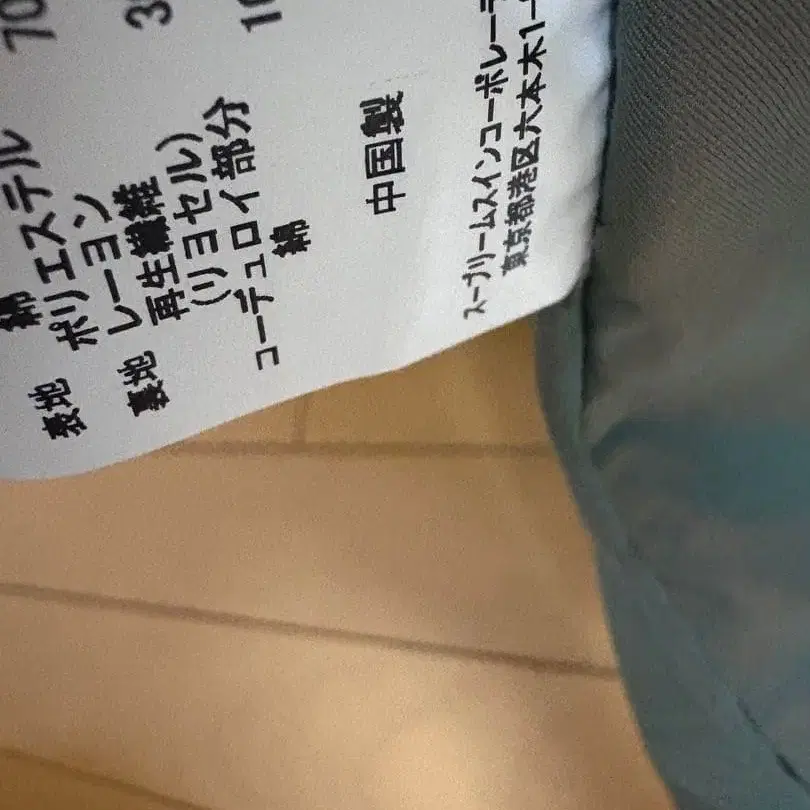 表地 綿
ポリエステル
裏地 レーヨン 70
再生繊維
(リヨセル) 3
コーデュロイ部分
綿 10
中国製
スープリームスインコーポレーテ
東京都港区六本木1-